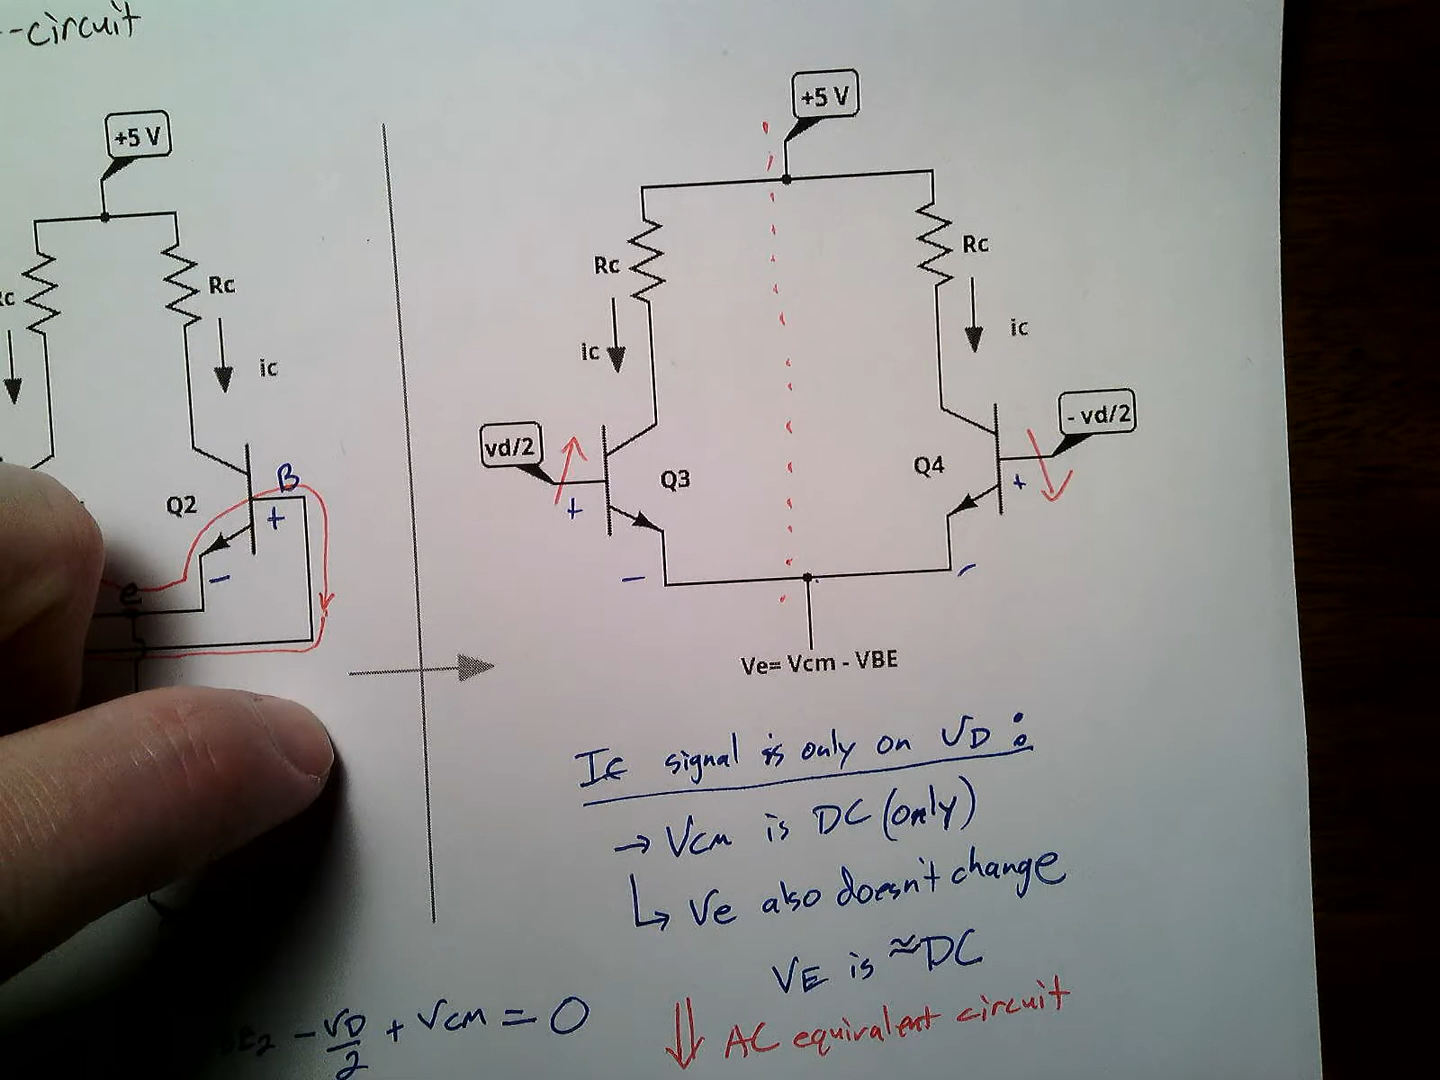 --circuit
+5 V
Rc
ic
Q2
B
+
-
e
+5 V
Rc
Rc
ic
ic
vd/2
- vd/2
Q3
Q4
+
+
-
-
Ve= Vcm - VBE
If signal is only on VD :
→ VCM is DC (only)
↳ Ve also doesn't change
VE is ≈DC
⇓ AC equivalent circuit
- VD/2 + VCM = 0